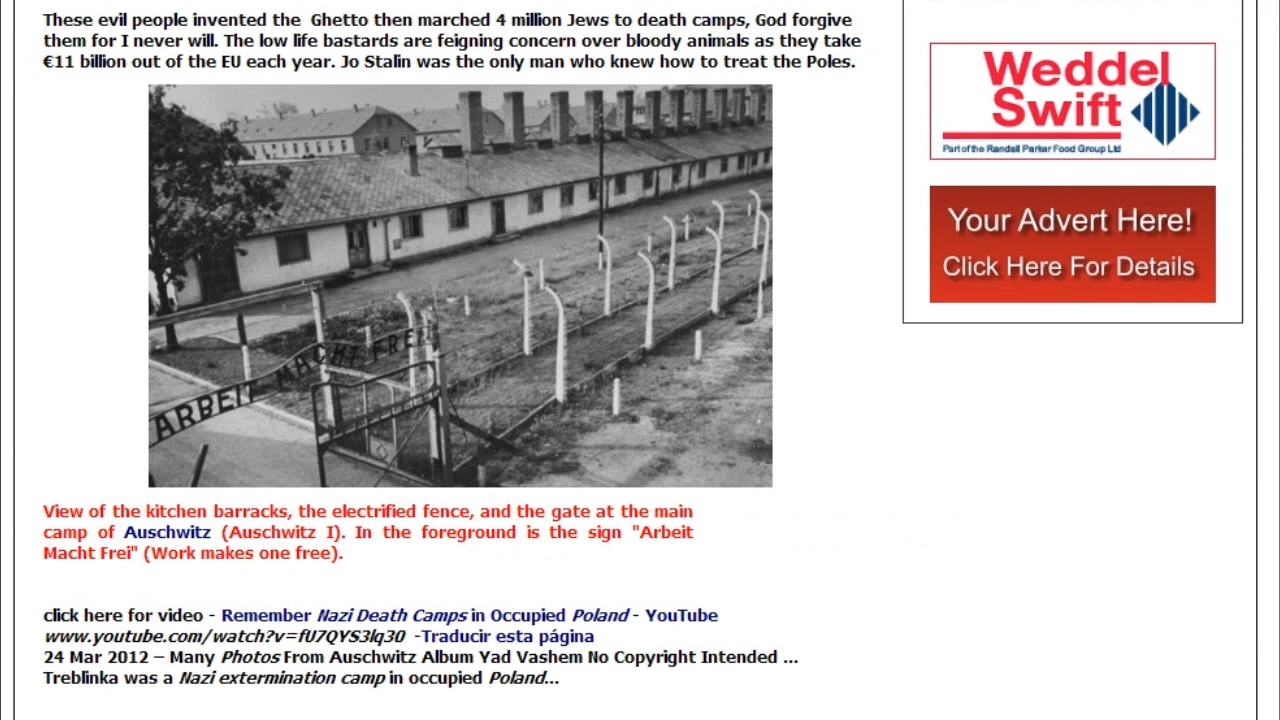 These evil people invented the Ghetto then marched 4 million Jews to death camps, God forgive
them for I never will. The low life bastards are feigning concern over bloody animals as they take
€11 billion out of the EU each year. Jo Stalin was the only man who knew how to treat the Poles.
Weddel
Swift
Part of the Randall Parker Food Group Ltd
Your Advert Here!
Click Here For Details
ARBEIT MACHT FREI
View of the kitchen barracks, the electrified fence, and the gate at the main
camp of Auschwitz (Auschwitz I). In the foreground is the sign "Arbeit
Macht Frei" (Work makes one free).
click here for video - Remember Nazi Death Camps in Occupied Poland - YouTube
www.youtube.com/watch?v=fU7QYS3lq30 -Traducir esta página
24 Mar 2012 – Many Photos From Auschwitz Album Yad Vashem No Copyright Intended ...
Treblinka was a Nazi extermination camp in occupied Poland...